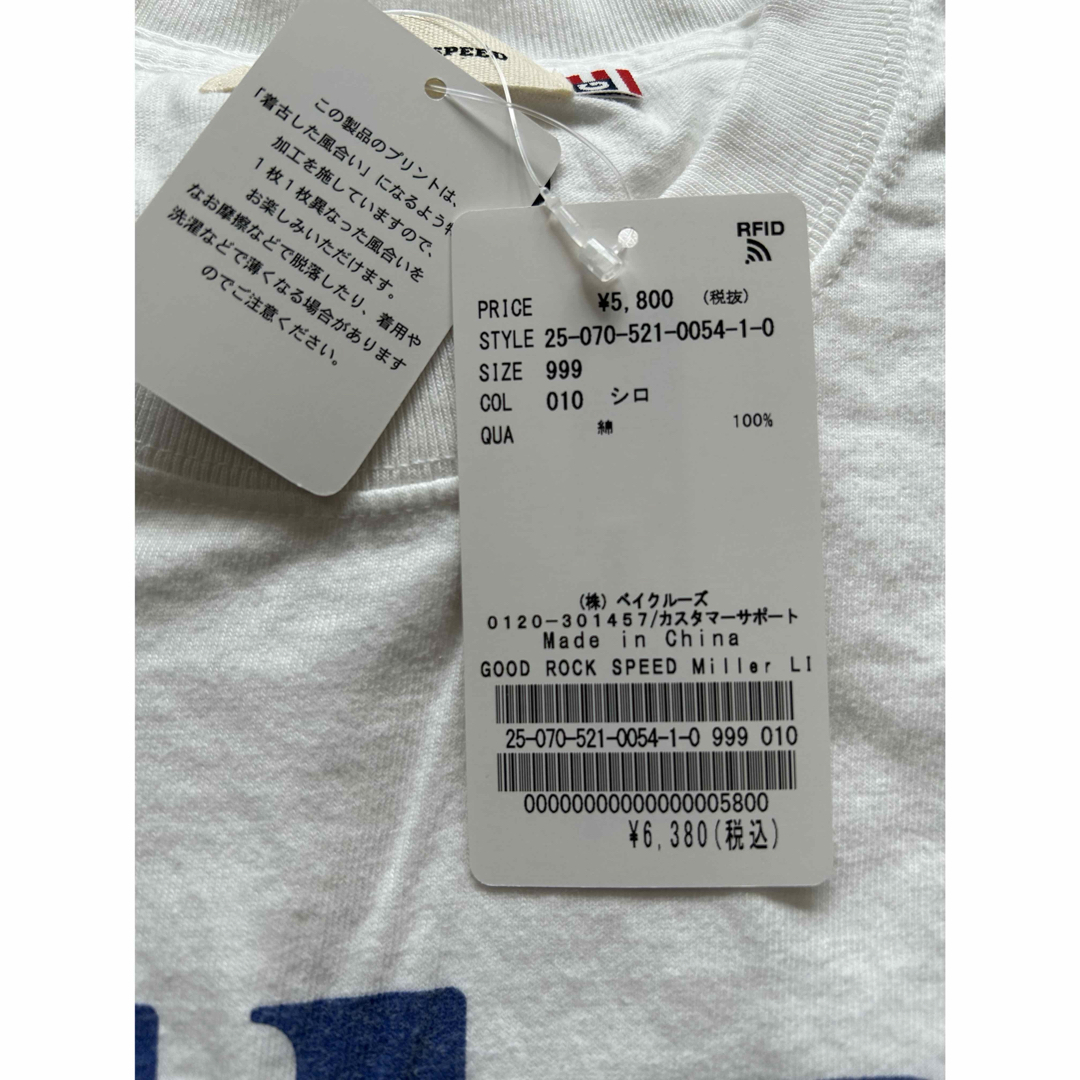 SPEED
この製品のプリントは、
「着古した風合い」になるよう特
加工を施していますので、
1枚1枚異なった風合いを
お楽しみいただけます。
なお摩擦などで脱落したり、着用や
洗濯などで薄くなる場合があります
のでご注意ください。
RFID
PRICE ¥5,800 (税抜)
STYLE 25-070-521-0054-1-0
SIZE 999
COL 010 シロ
QUA 綿 100%
(株) ベイクルーズ
0120-301457/カスタマーサポート
Made in China
GOOD ROCK SPEED Miller LI
25-070-521-0054-1-0 999 010
00000000000000005800
¥6,380(税込)